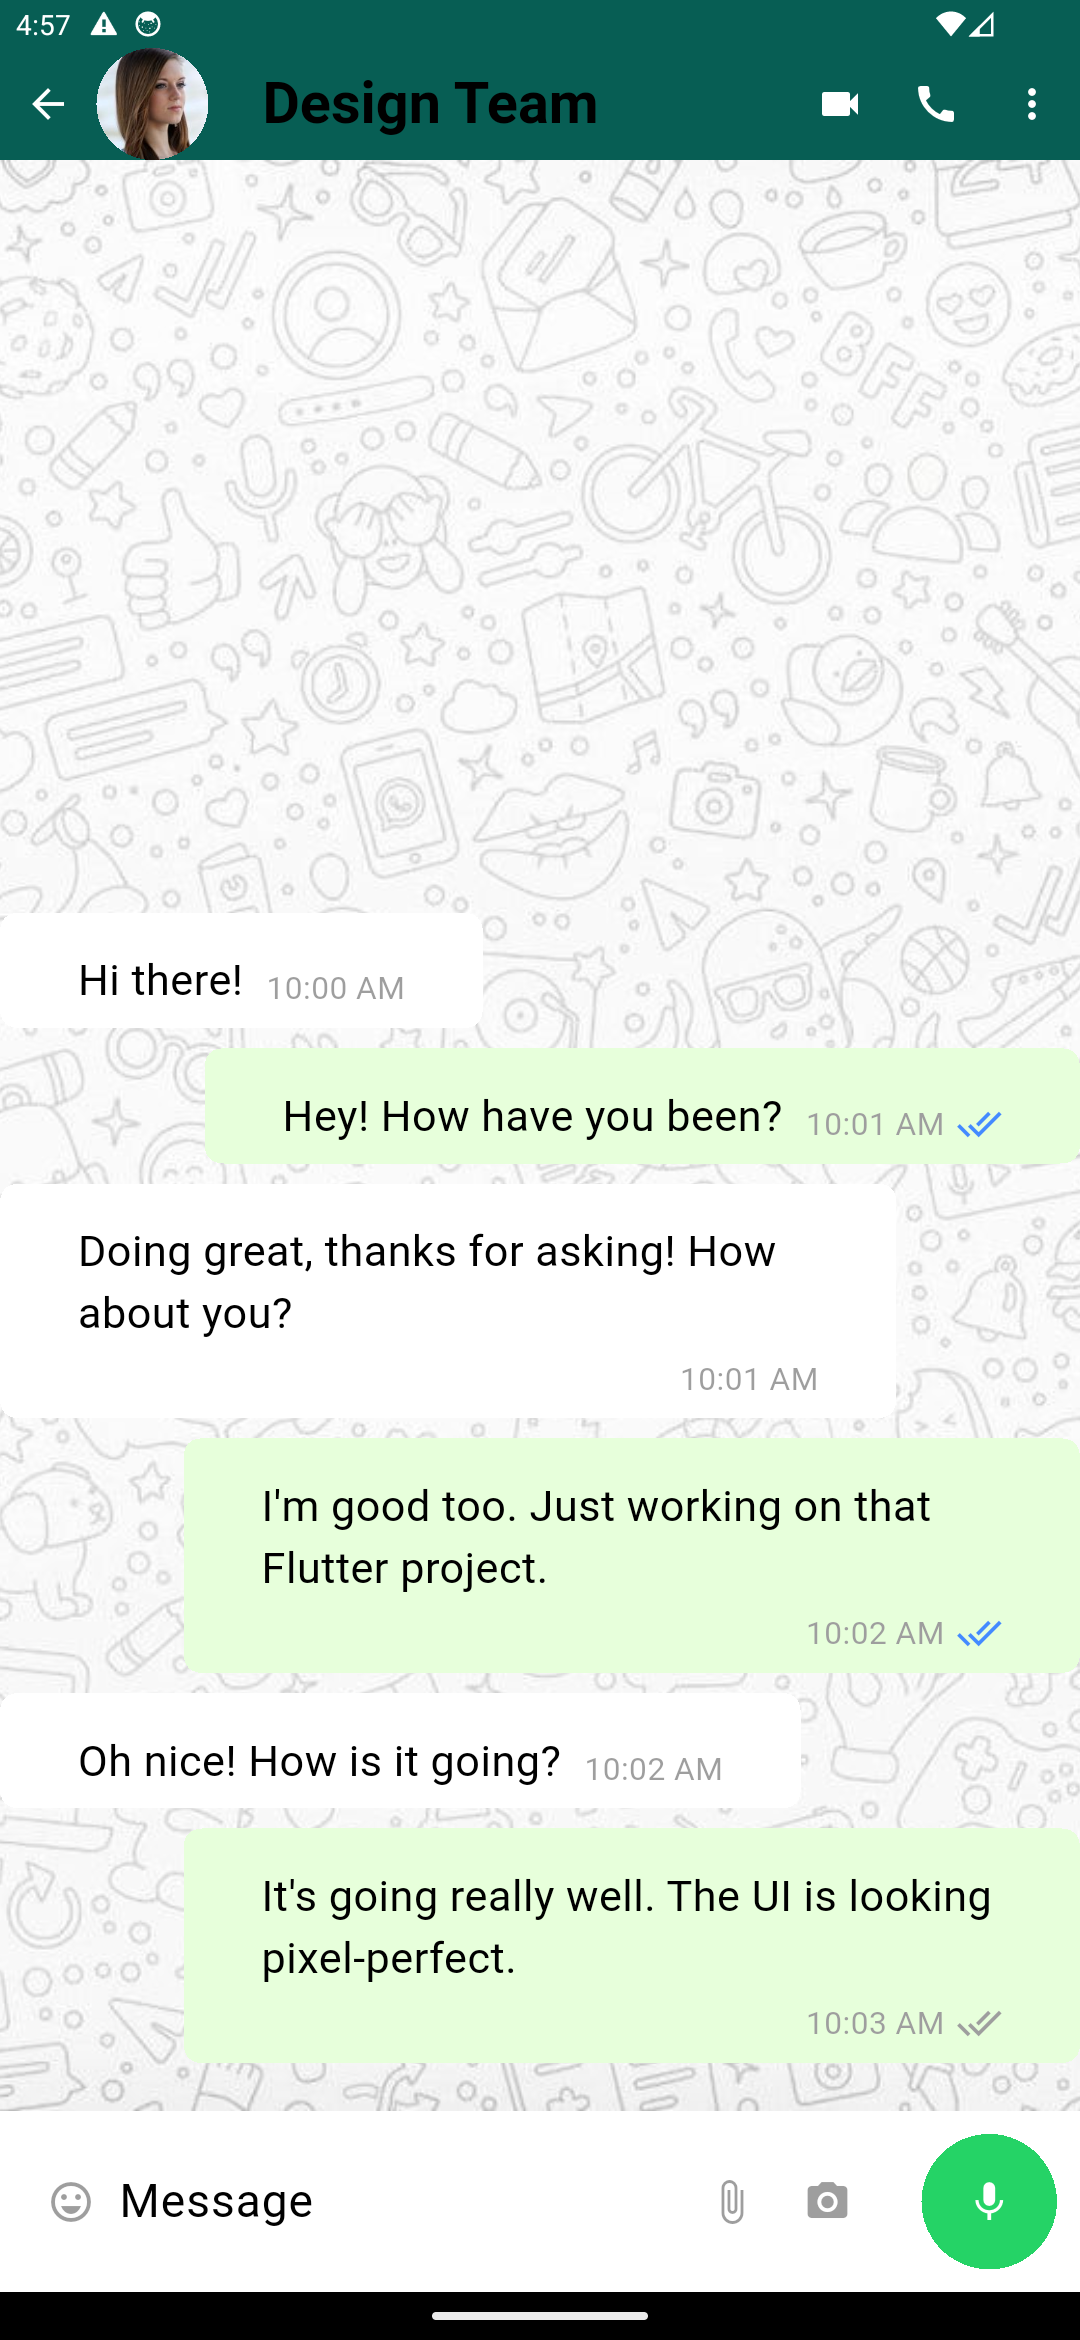 4:57
Design Team
Hi there! 10:00 AM
Hey! How have you been? 10:01 AM
Doing great, thanks for asking! How
about you?
10:01 AM
I'm good too. Just working on that
Flutter project.
10:02 AM
Oh nice! How is it going? 10:02 AM
It's going really well. The UI is looking
pixel-perfect.
10:03 AM
Message